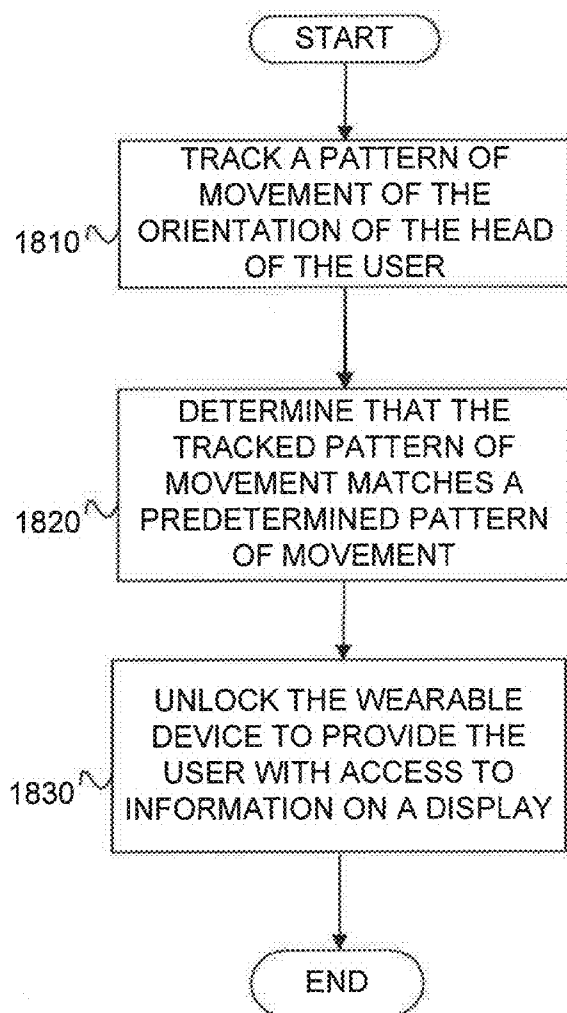 START
TRACK A PATTERN OF
MOVEMENT OF THE
ORIENTATION OF THE HEAD
OF THE USER
1810
DETERMINE THAT THE
TRACKED PATTERN OF
MOVEMENT MATCHES A
PREDETERMINED PATTERN
OF MOVEMENT
1820
UNLOCK THE WEARABLE
DEVICE TO PROVIDE THE
USER WITH ACCESS TO
INFORMATION ON A DISPLAY
1830
END